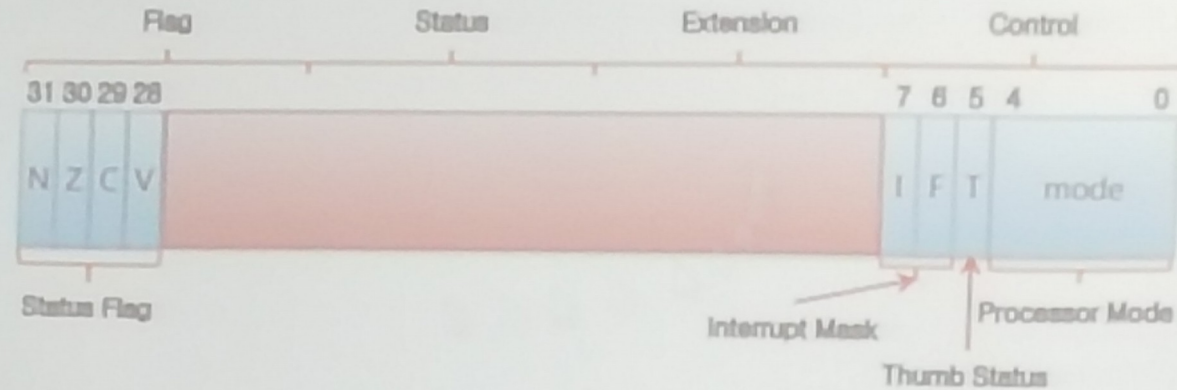 Flag Status Extension Control
31 30 29 28 7 6 5 4 0
N Z C V I F T mode
Status Flag
Interrupt Mask
Processor Mode
Thumb Status